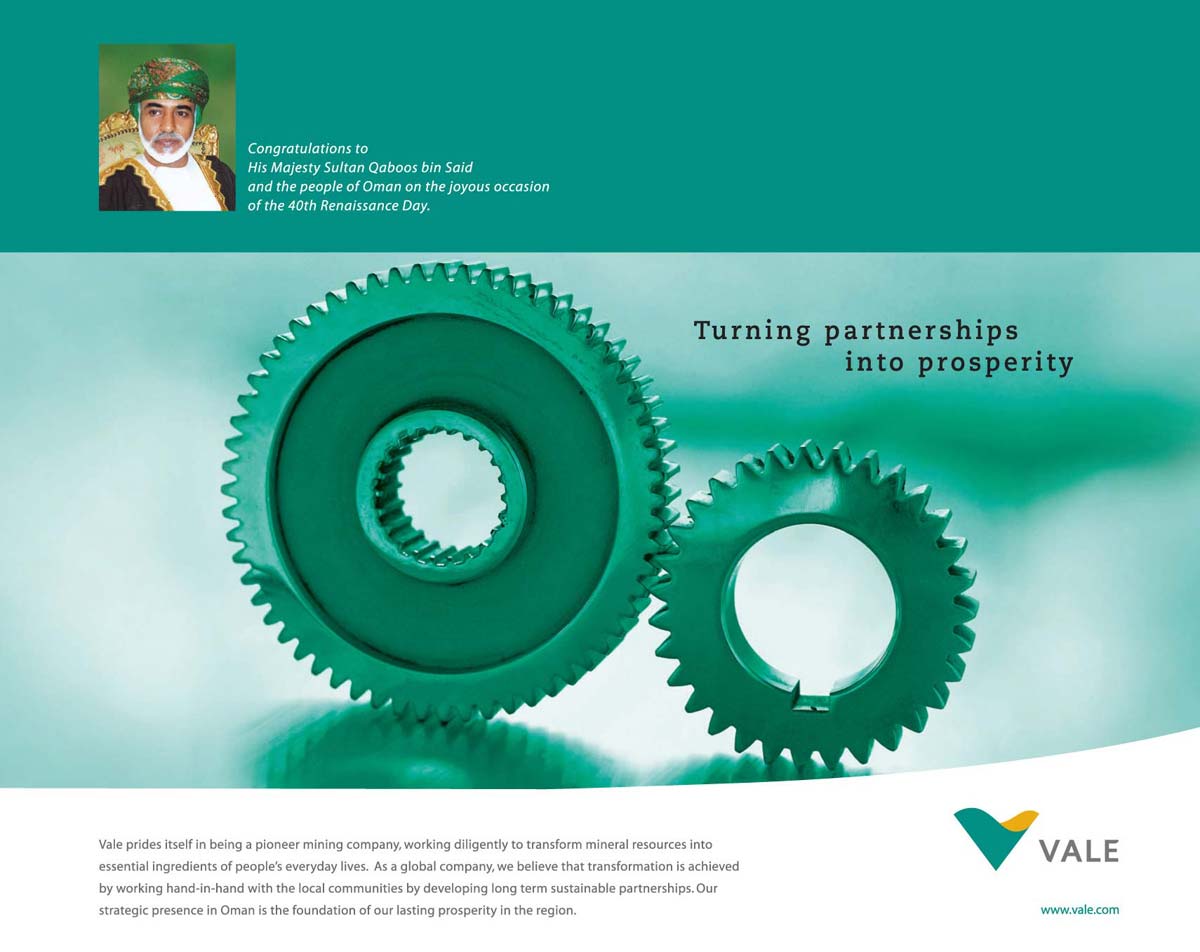 Congratulations to
His Majesty Sultan Qaboos bin Said
and the people of Oman on the joyous occasion
of the 40th Renaissance Day.
Turning partnerships
into prosperity
Vale prides itself in being a pioneer mining company, working diligently to transform mineral resources into
essential ingredients of people's everyday lives.  As a global company, we believe that transformation is achieved
by working hand-in-hand with the local communities by developing long term sustainable partnerships. Our
strategic presence in Oman is the foundation of our lasting prosperity in the region.
VALE
www.vale.com